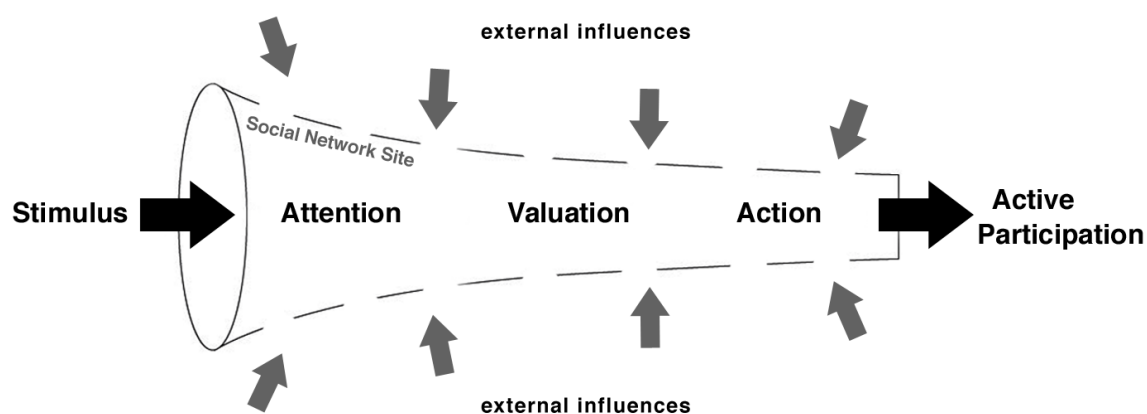 external influences
Social Network Site
Stimulus
Attention
Valuation
Action
Active
Participation
external influences